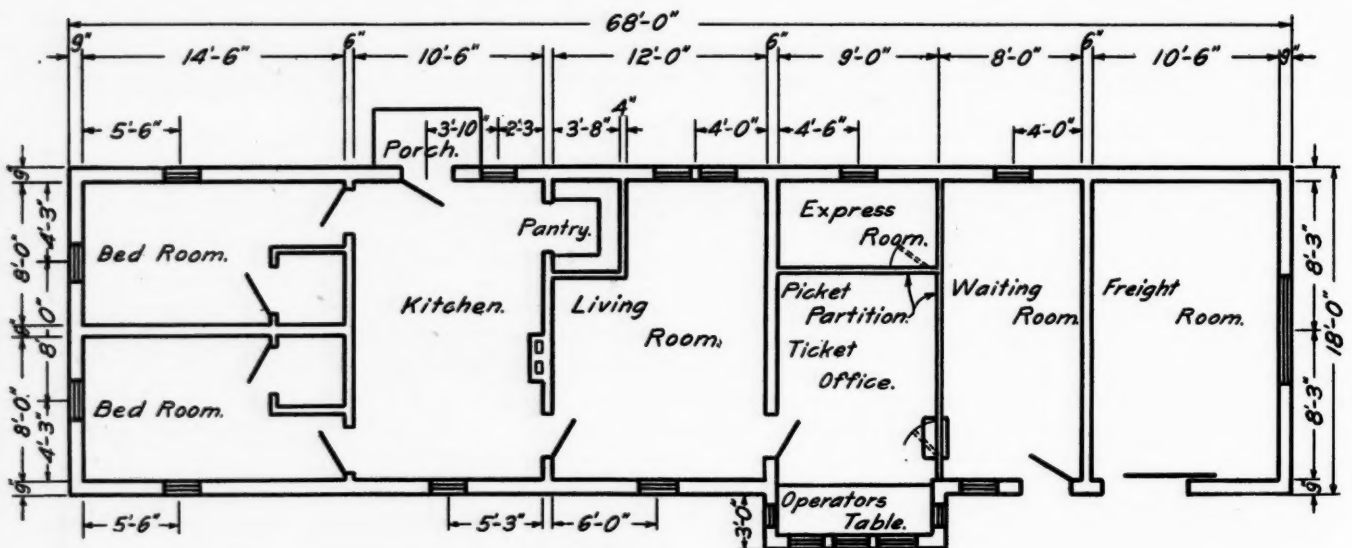 68'-0"
9" 14'-6" 6" 10'-6" 12'-0" 6" 9'-0" 8'-0" 6" 10'-6" 9"
4"
5'-6" 3'-10" 2'-3 3'-8" 4'-0" 4'-6" 4'-0"
Porch.
9" 9"
8'-0" 4'-3" 8'-3"
Express
Room.
Pantry.
Bed Room.
Kitchen.
Living
Room.
Picket
Partition.
Waiting
Room.
Freight
Room.
6" 8'-0" 18'-0"
Ticket
Office.
8'-0" 4'-3" 8'-3"
Bed Room.
9" 9"
Operators
Table.
5'-6" 5'-3" 6'-0" 3'-0"